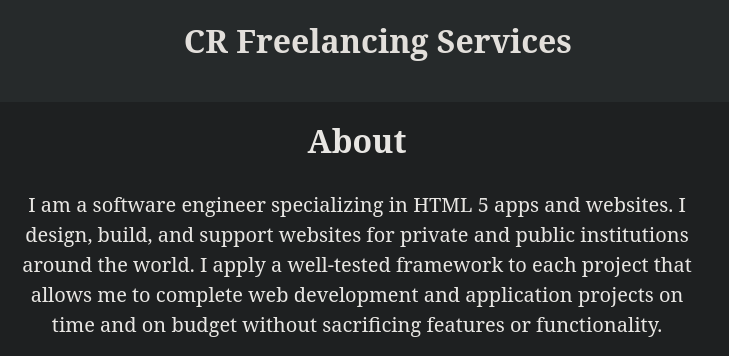 CR Freelancing Services
About
I am a software engineer specializing in HTML 5 apps and websites. I
design, build, and support websites for private and public institutions
around the world. I apply a well-tested framework to each project that
allows me to complete web development and application projects on
time and on budget without sacrificing features or functionality.